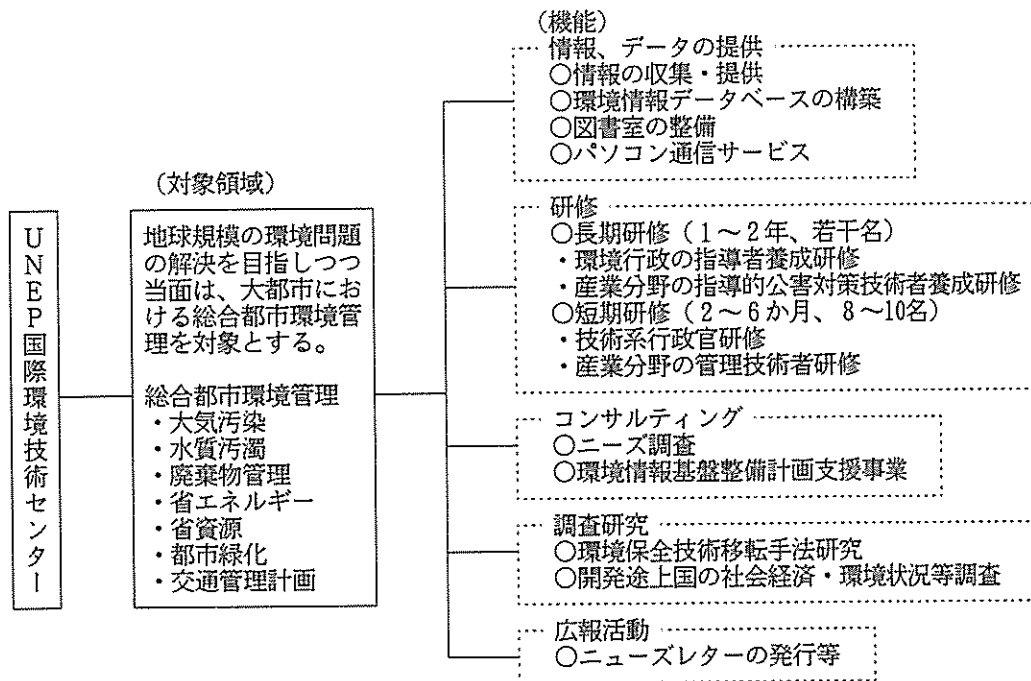 UNEP国際環境技術センター
(対象領域)
地球規模の環境問題
の解決を目指しつつ
当面は、大都市にお
ける総合都市環境管
理を対象とする。
総合都市環境管理
・大気汚染
・水質汚濁
・廃棄物管理
・省エネルギー
・省資源
・都市緑化
・交通管理計画
(機能)
情報、データの提供
○情報の収集・提供
○環境情報データベースの構築
○図書室の整備
○パソコン通信サービス
研修
○長期研修(1～2年、若干名)
・環境行政の指導者養成研修
・産業分野の指導的公害対策技術者養成研修
○短期研修(2～6か月、8～10名)
・技術系行政官研修
・産業分野の管理技術者研修
コンサルティング
○ニーズ調査
○環境情報基盤整備計画支援事業
調査研究
○環境保全技術移転手法研究
○開発途上国の社会経済・環境状況等調査
広報活動
○ニューズレターの発行等